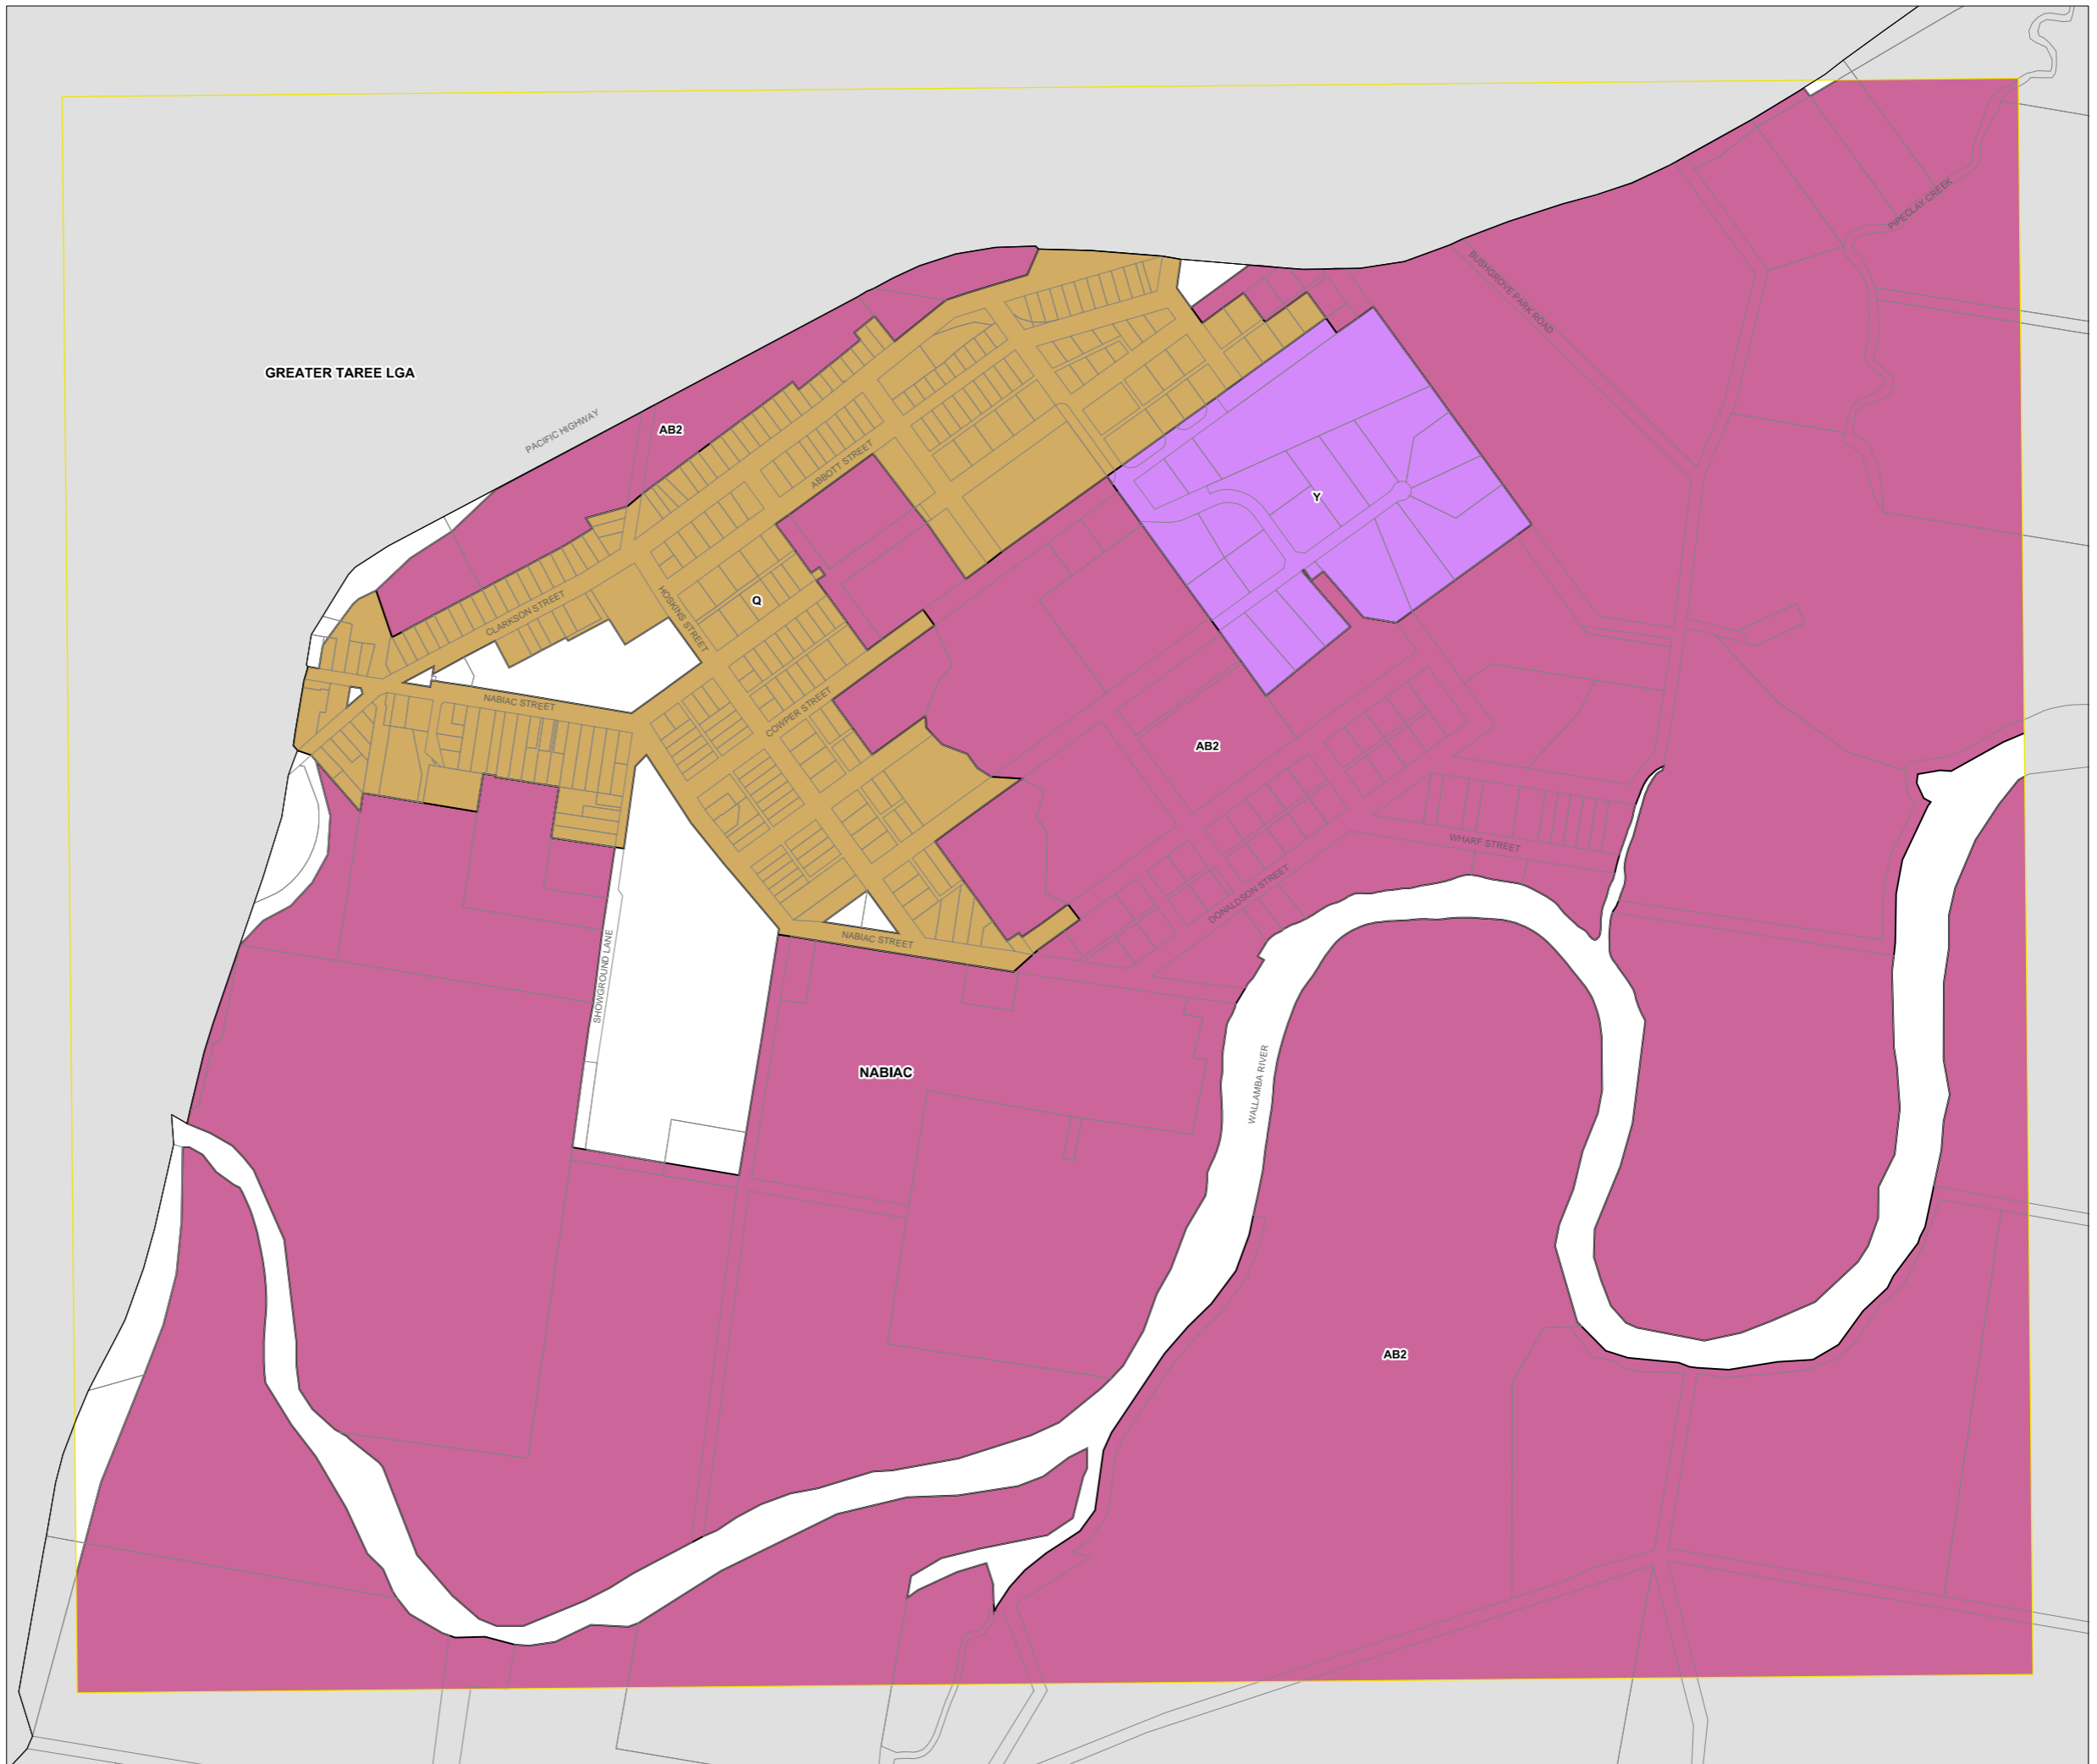 PIPECLAY CREEK
BUSHGROVE PARK ROAD
GREATER TAREE LGA
PACIFIC HIGHWAY
AB2
ABBOTT STREET
Y
Q
CLARKSON STREET
HOSKINS STREET
NABIAC STREET
COWPER STREET
AB2
WHARF STREET
DONALDSON STREET
NABIAC STREET
SHOWGROUND LANE
NABIAC
WALLAMBA RIVER
AB2